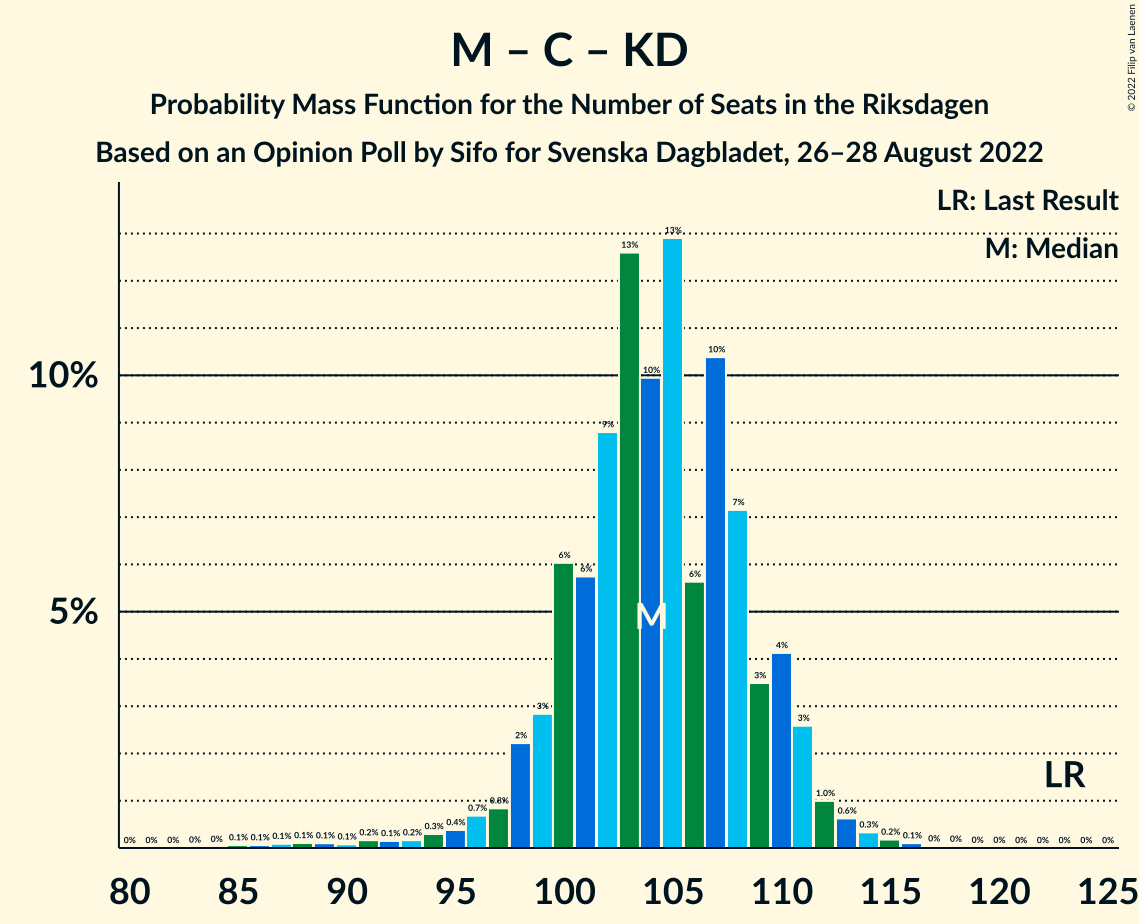 M – C – KD
Probability Mass Function for the Number of Seats in the Riksdagen
Based on an Opinion Poll by Sifo for Svenska Dagbladet, 26–28 August 2022
© 2022 Filip van Laenen
LR: Last Result
M: Median
10%
5%
0% 0% 0% 0% 0% 0.1% 0.1% 0.1% 0.1% 0.1% 0.1% 0.2% 0.1% 0.2% 0.3% 0.4% 0.7% 0.8% 2% 3% 6% 6% 9% 13% 10% 13% 6% 10% 7% 3% 4% 3% 1.0% 0.6% 0.3% 0.2% 0.1% 0% 0% 0% 0% 0% 0% 0% 0% 0%
M
LR
80 85 90 95 100 105 110 115 120 125